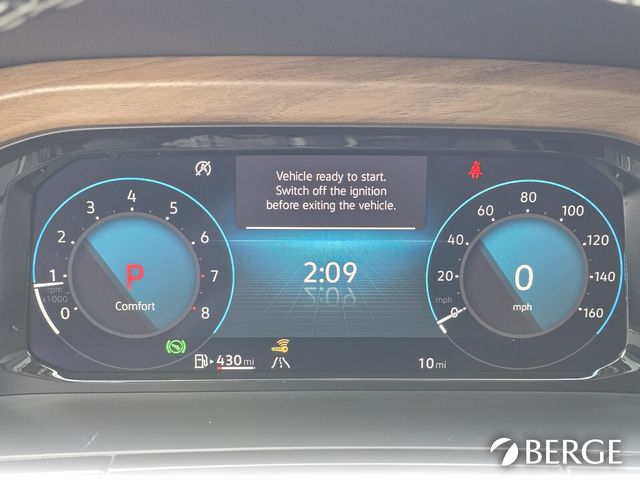 Vehicle ready to start.
Switch off the ignition
before exiting the vehicle.
0 1 2 3 4 5 6 7 8
rpm
x1000
P
Comfort
2:09
0 20 40 60 80 100 120 140 160
mph
0
mph
430 mi
10 mi
BERGE